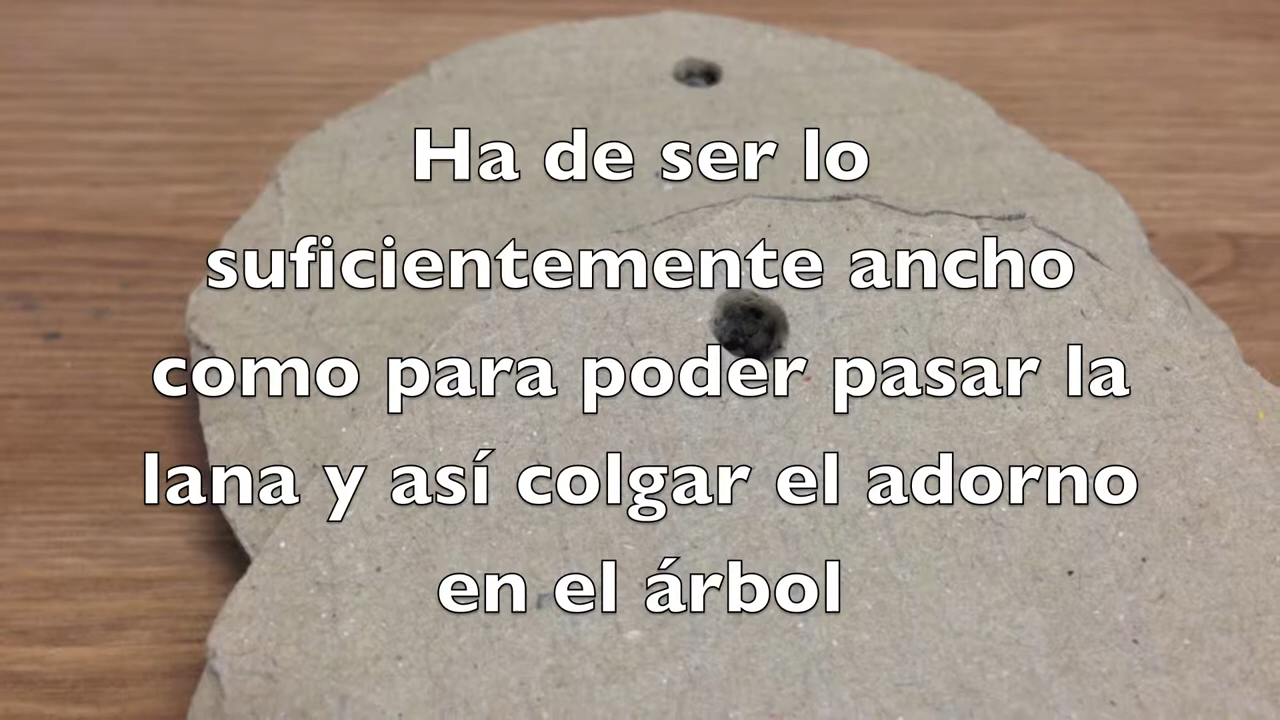 Ha de ser lo
suficientemente ancho
como para poder pasar la
lana y así colgar el adorno
en el árbol